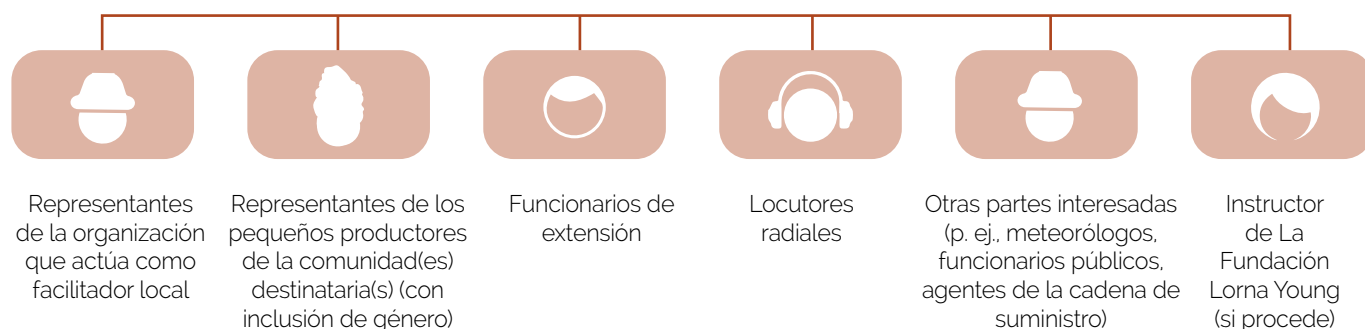 Representantes
de la organización
que actúa como
facilitador local
Representantes de los
pequeños productores
de la comunidad(es)
destinataria(s) (con
inclusión de género)
Funcionarios de
extensión
Locutores
radiales
Otras partes interesadas
(p. ej., meteorólogos,
funcionarios públicos,
agentes de la cadena de
suministro)
Instructor
de La
Fundación
Lorna Young
(si procede)